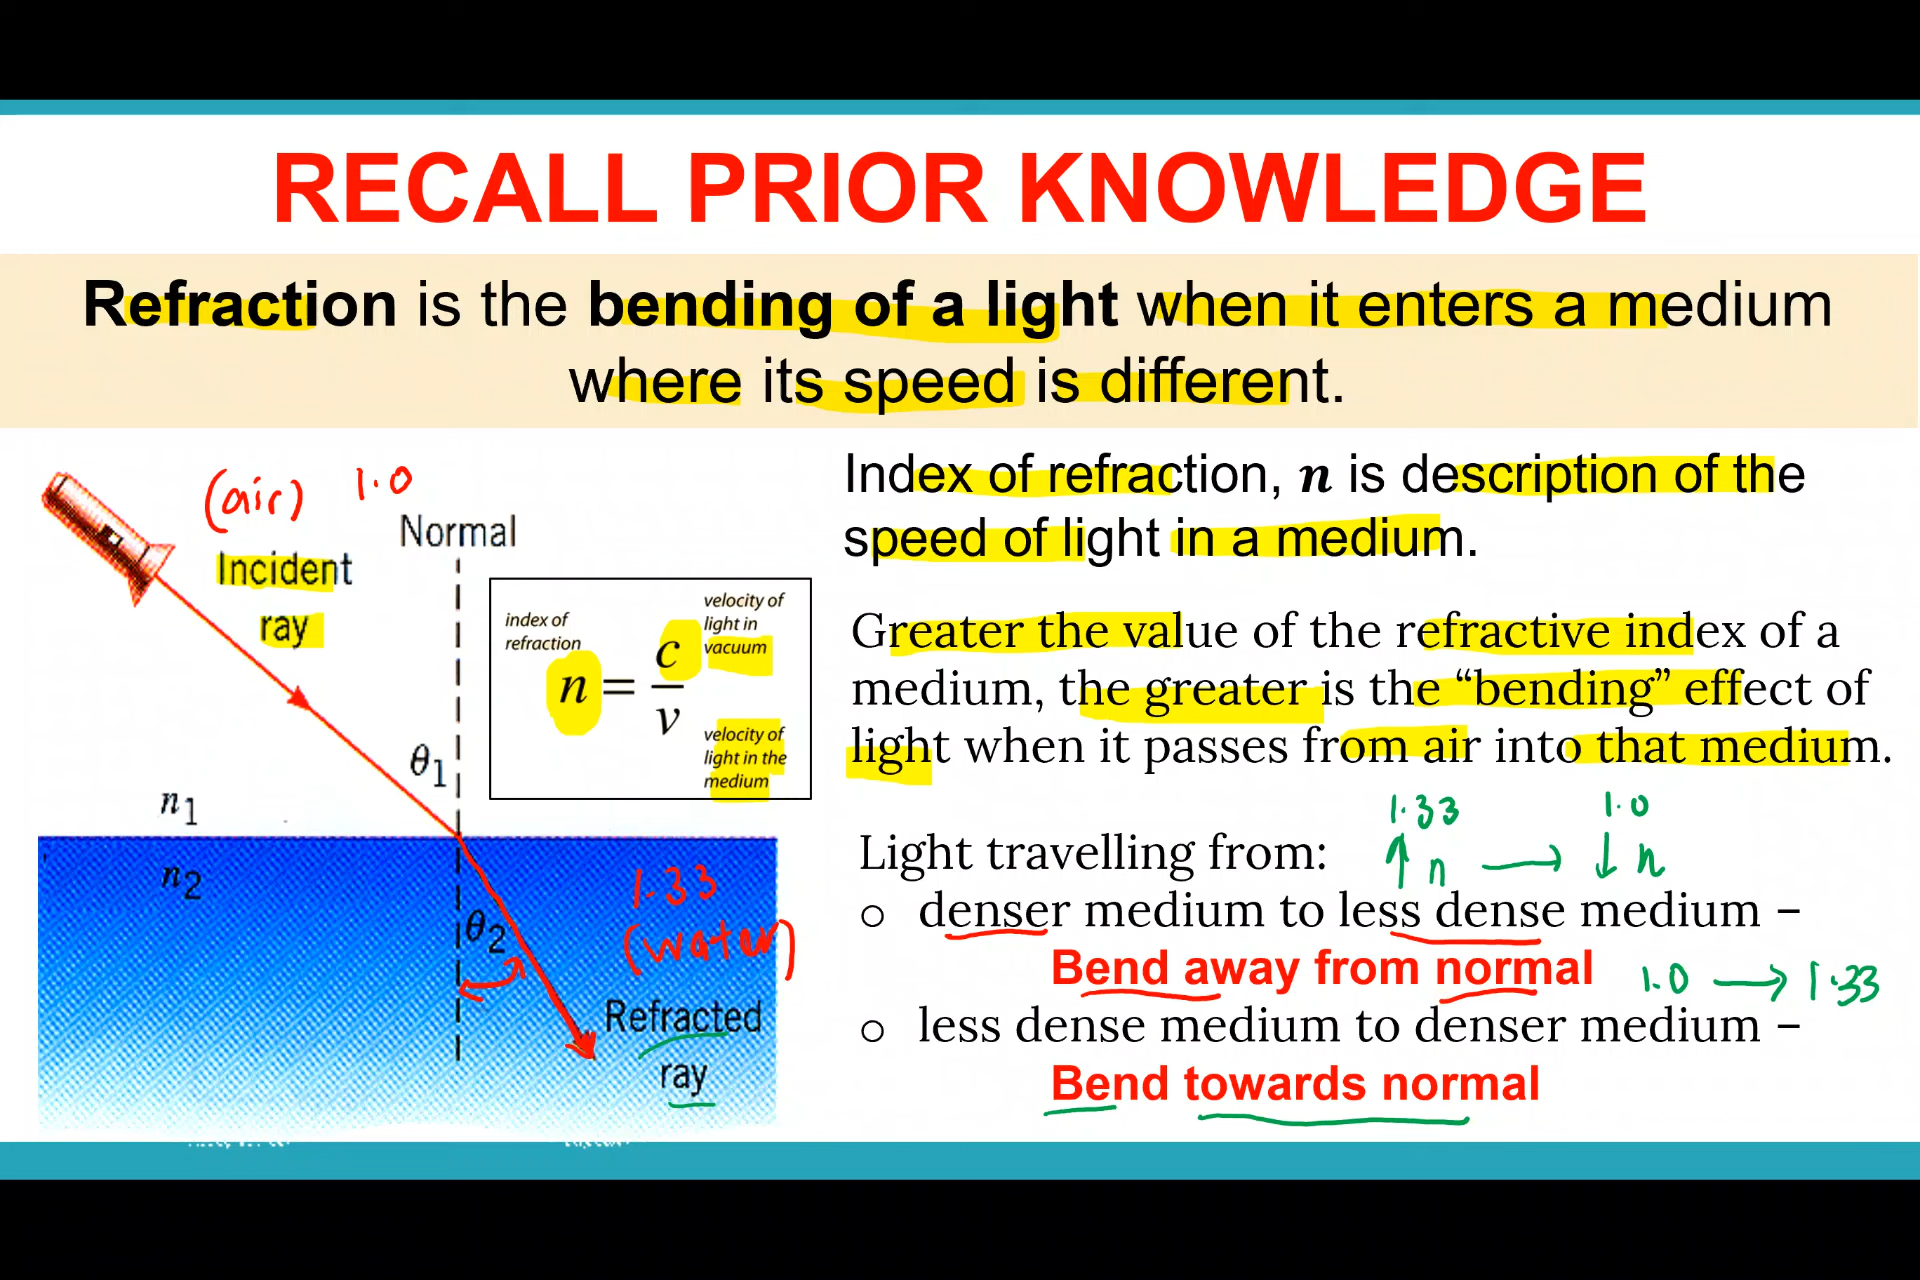 RECALL PRIOR KNOWLEDGE
Refraction is the bending of a light when it enters a medium
where its speed is different.
(air) 1.0
Normal
Incident
ray
index of
refraction
n = c/v
velocity of
light in
vacuum
velocity of
light in the
medium
θ1
n1
n2
θ2
1.33
(water)
Refracted
ray
Index of refraction, n is description of the
speed of light in a medium.
Greater the value of the refractive index of a
medium, the greater is the “bending” effect of
light when it passes from air into that medium.
1.33 1.0
Light travelling from: ↑ n → ↓ n
○ denser medium to less dense medium –
Bend away from normal
1.0 → 1.33
○ less dense medium to denser medium –
Bend towards normal